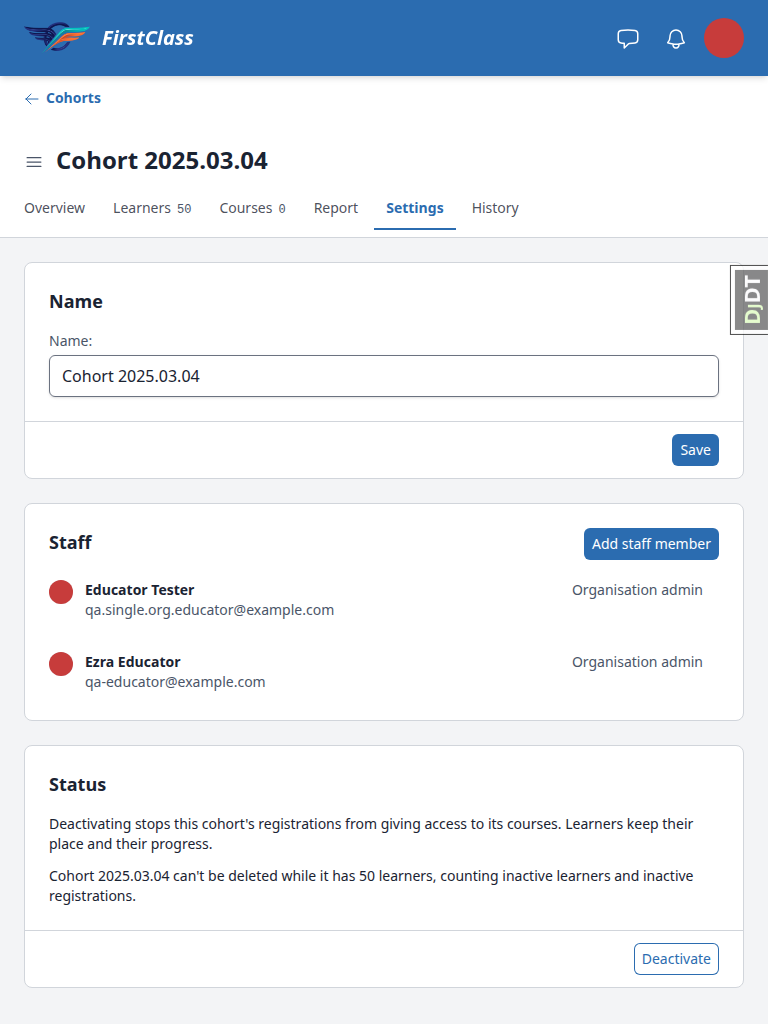 FirstClass
Cohorts
Cohort 2025.03.04
Overview
Learners 50
Courses 0
Report
Settings
History
DJDT
Name
Name:
Cohort 2025.03.04
Save
Staff
Add staff member
Educator Tester
Organisation admin
qa.single.org.educator@example.com
Ezra Educator
Organisation admin
qa-educator@example.com
Status
Deactivating stops this cohort's registrations from giving access to its courses. Learners keep their
place and their progress.
Cohort 2025.03.04 can't be deleted while it has 50 learners, counting inactive learners and inactive
registrations.
Deactivate